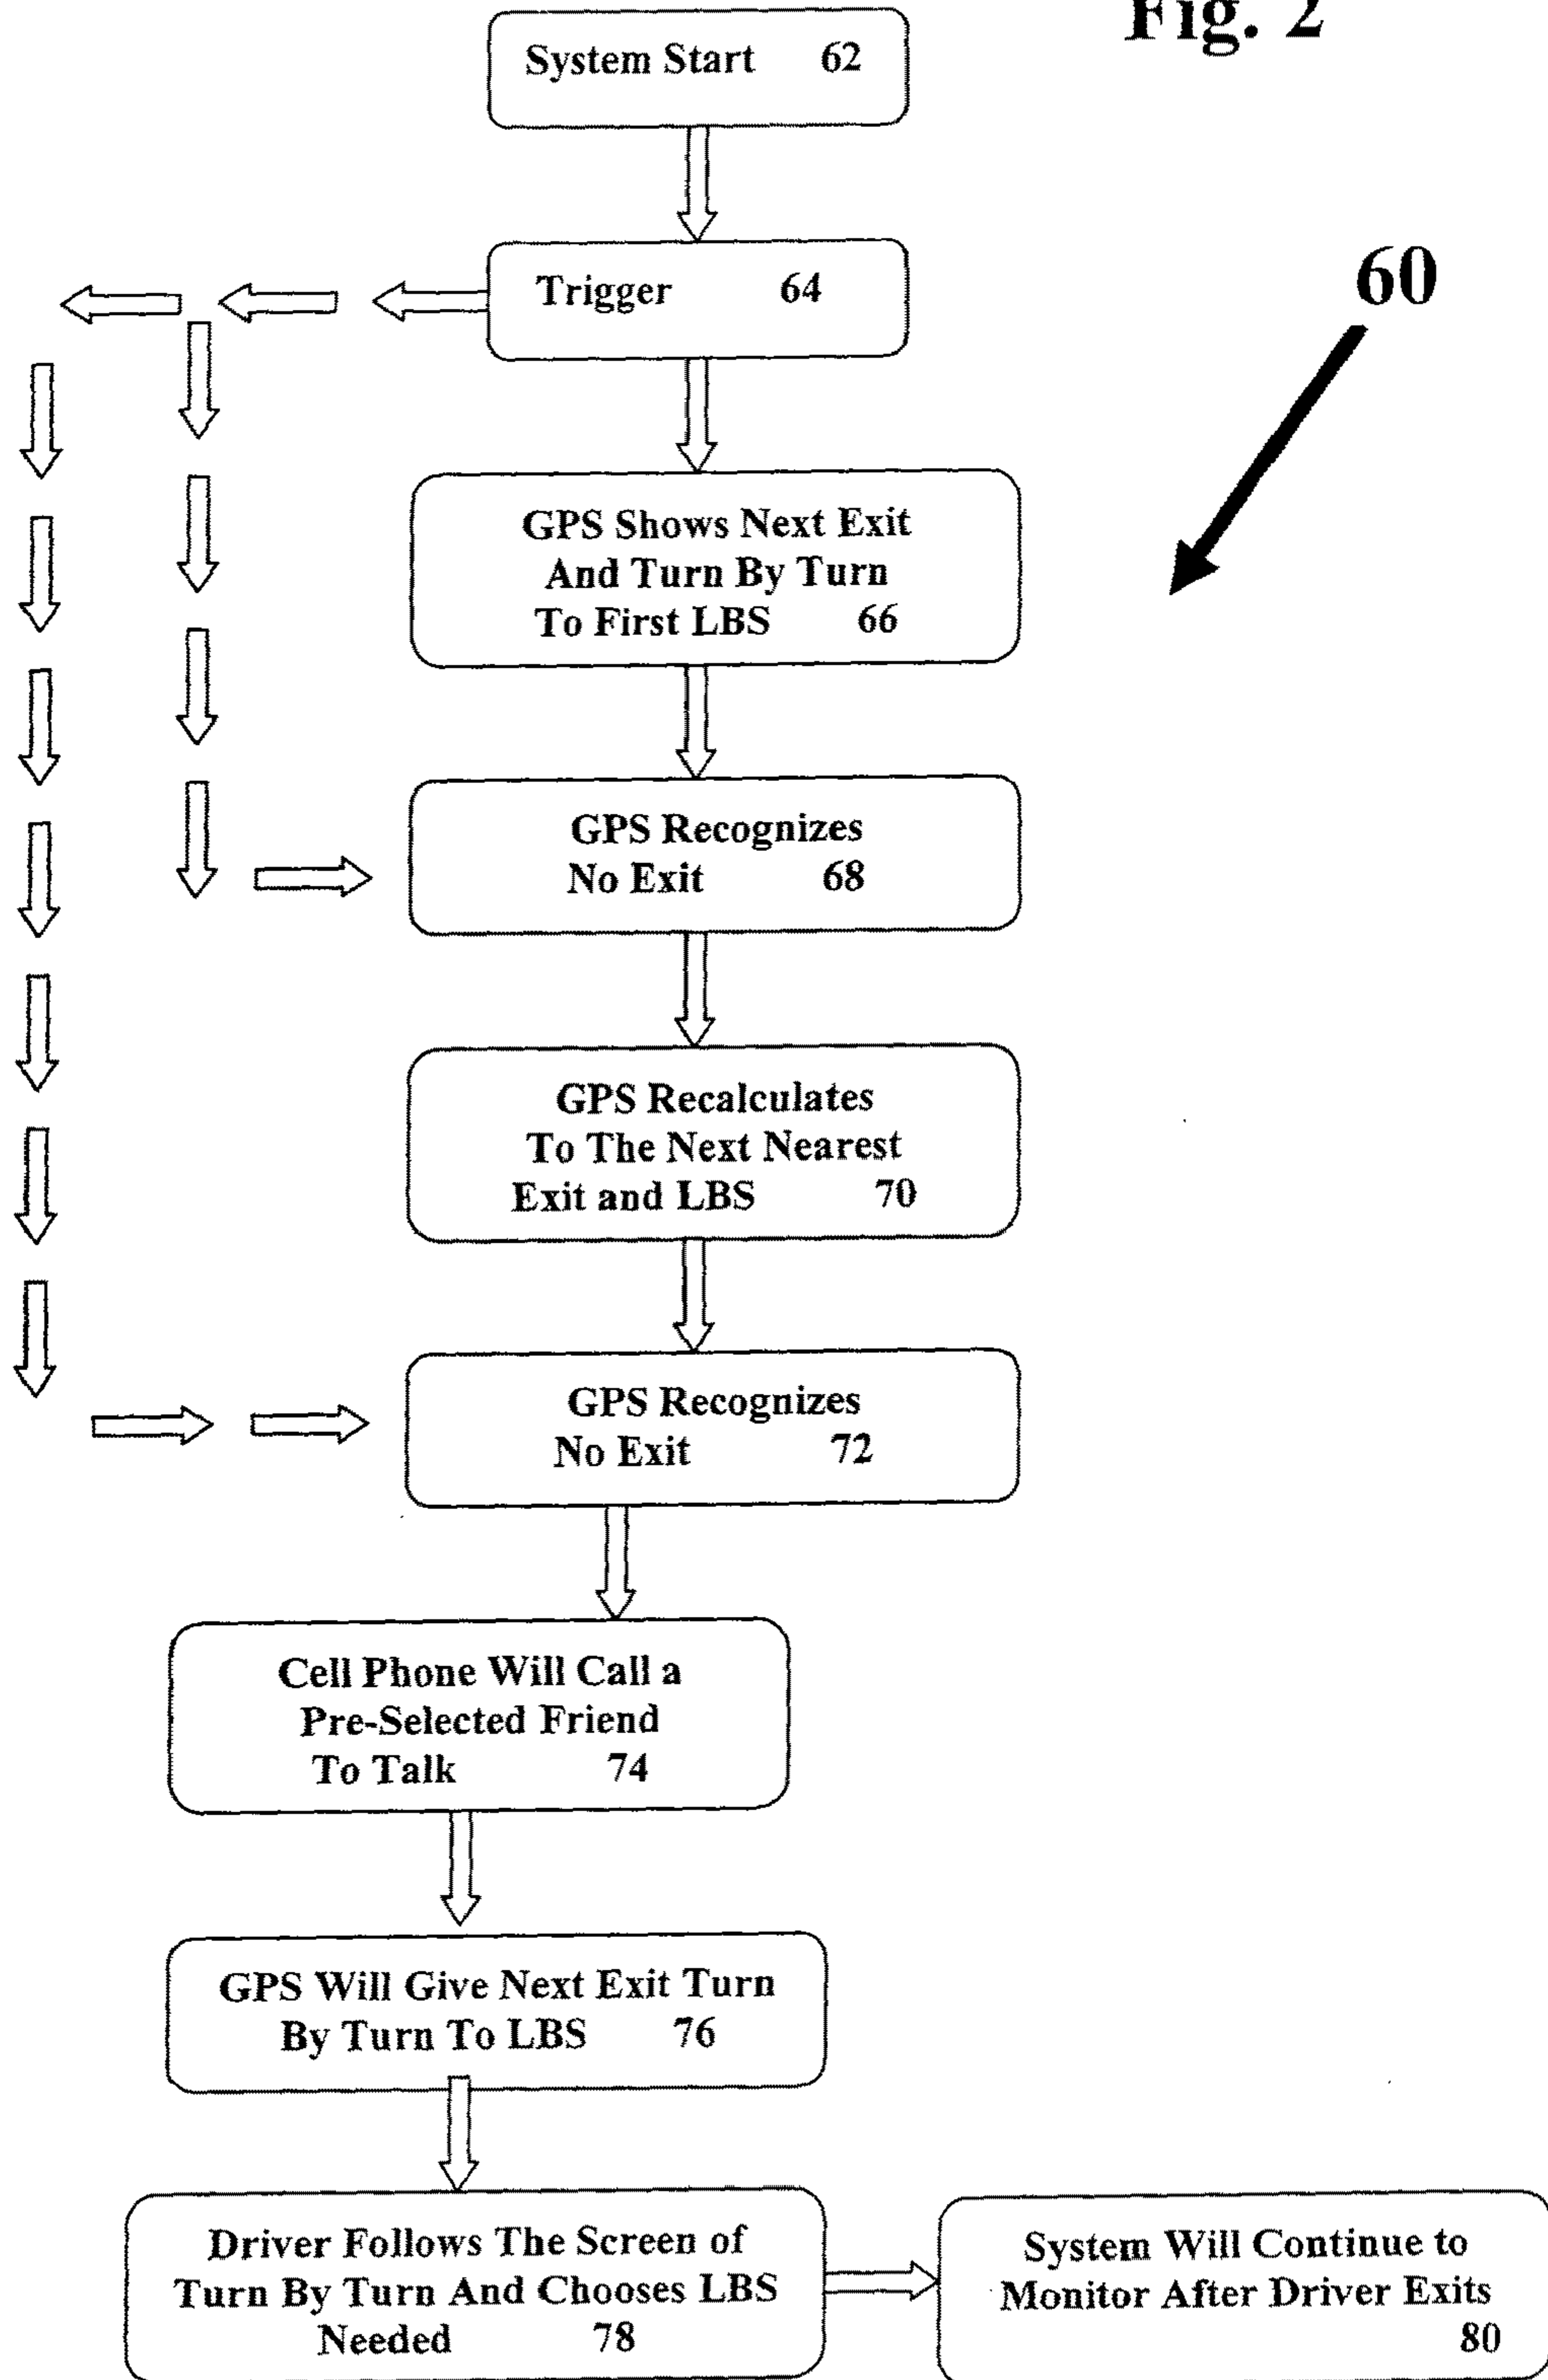 Fig. 2
System Start 62
Trigger 64
60
GPS Shows Next Exit
And Turn By Turn
To First LBS 66
GPS Recognizes
No Exit 68
GPS Recalculates
To The Next Nearest
Exit and LBS 70
GPS Recognizes
No Exit 72
Cell Phone Will Call a
Pre-Selected Friend
To Talk 74
GPS Will Give Next Exit Turn
By Turn To LBS 76
Driver Follows The Screen of
Turn By Turn And Chooses LBS
Needed 78
System Will Continue to
Monitor After Driver Exits
80